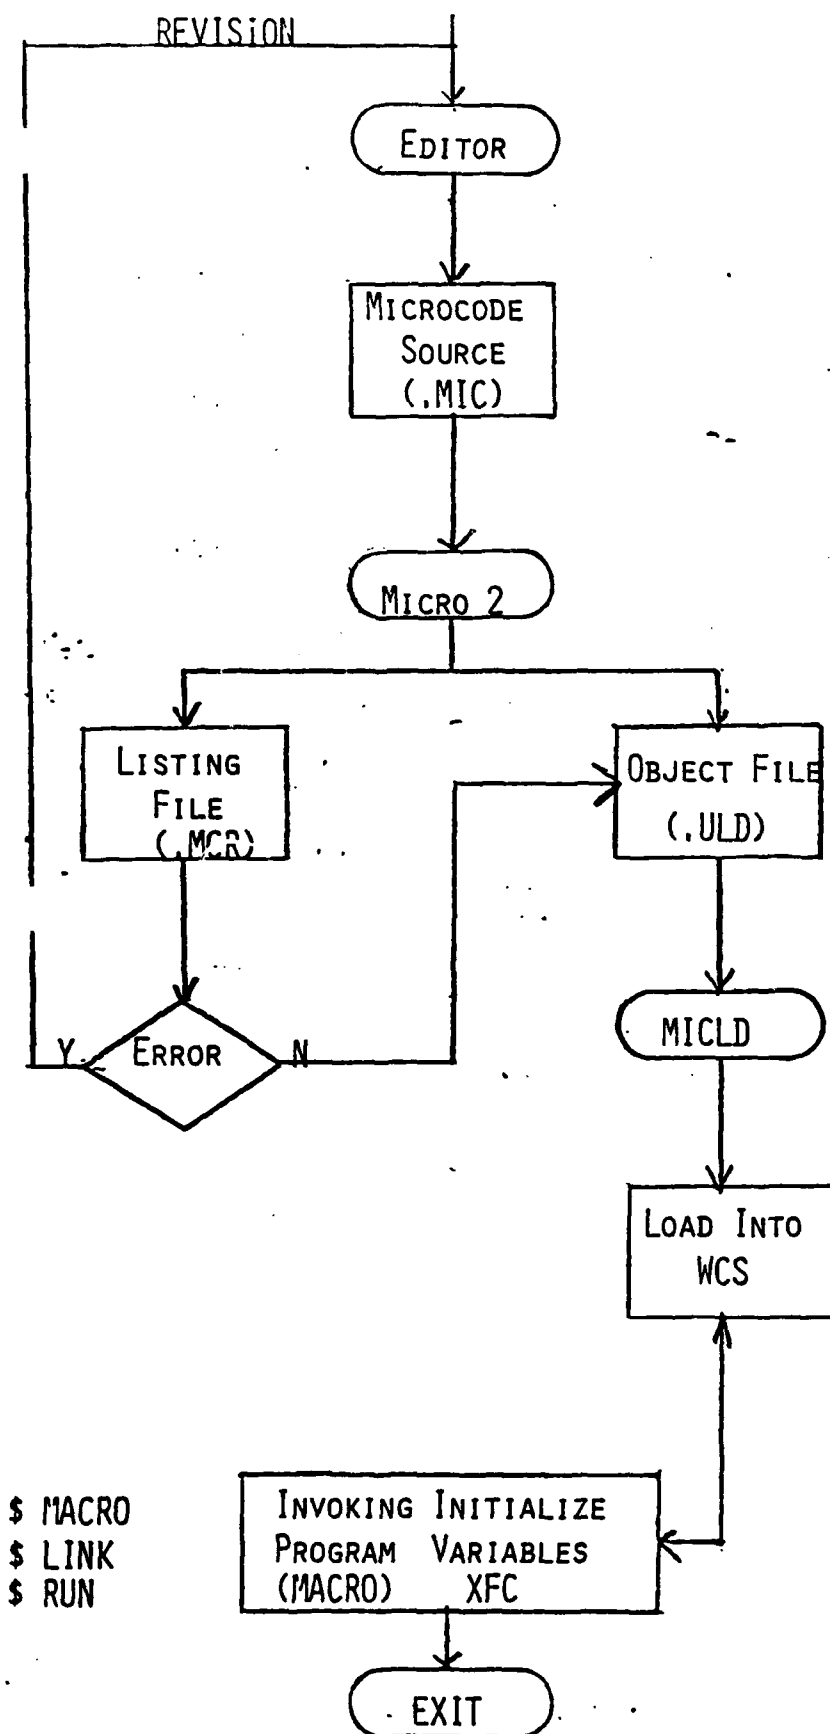 REVISION
EDITOR
MICROCODE
SOURCE
(.MIC)
MICRO 2
LISTING
FILE
(.MCR)
OBJECT FILE
(.ULD)
Y
ERROR
N
MICLD
LOAD INTO
WCS
$ MACRO
$ LINK
$ RUN
INVOKING INITIALIZE
PROGRAM VARIABLES
(MACRO) XFC
EXIT